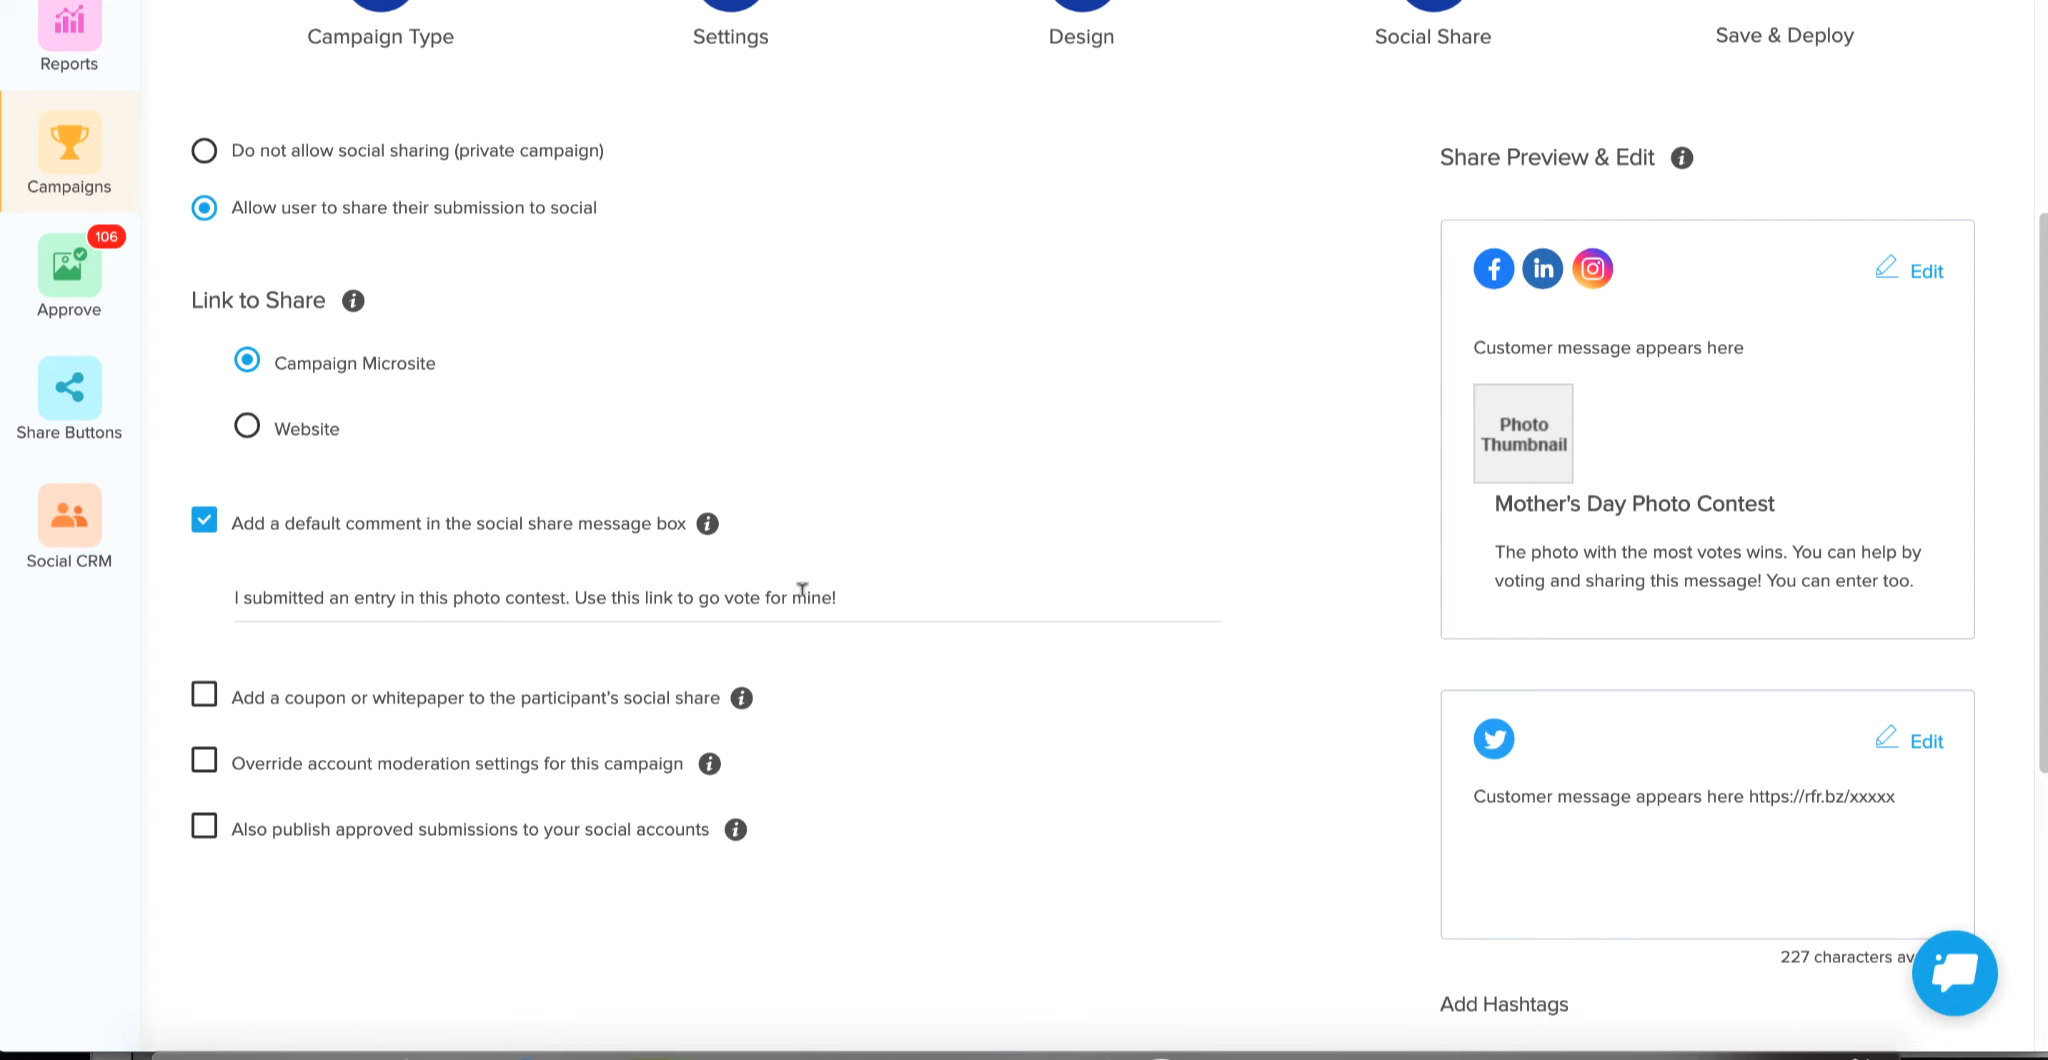 Reports
Campaigns
106
Approve
Share Buttons
Social CRM
Campaign Type
Settings
Design
Social Share
Save & Deploy
Do not allow social sharing (private campaign)
Allow user to share their submission to social
Link to Share
Campaign Microsite
Website
Add a default comment in the social share message box
I submitted an entry in this photo contest. Use this link to go vote for mine!
Add a coupon or whitepaper to the participant's social share
Override account moderation settings for this campaign
Also publish approved submissions to your social accounts
Share Preview & Edit
in
Edit
Customer message appears here
Photo
Thumbnail
Mother's Day Photo Contest
The photo with the most votes wins. You can help by
voting and sharing this message! You can enter too.
Edit
Customer message appears here https://rfr.bz/xxxxx
227 characters av
Add Hashtags